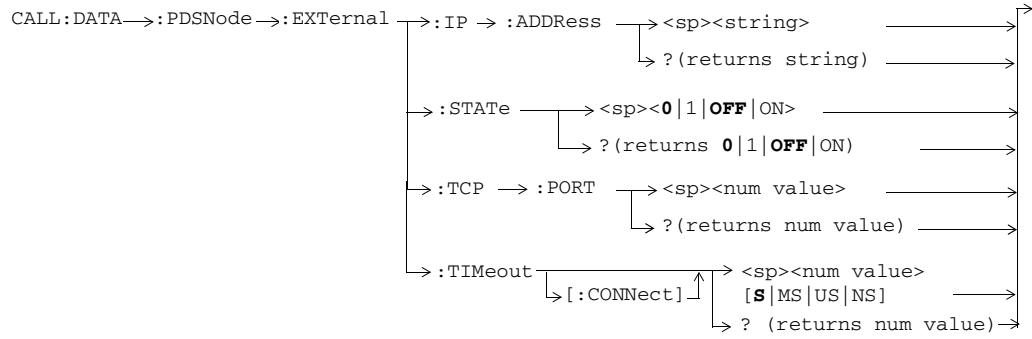 CALL:DATA :PDSNode :EXTernal :IP :ADDRess <sp><string>
?(returns string)
:STATe <sp><0|1|OFF|ON>
?(returns 0|1|OFF|ON)
:TCP :PORT <sp><num value>
?(returns num value)
:TIMeout <sp><num value>
[:CONNect] [S|MS|US|NS]
? (returns num value)